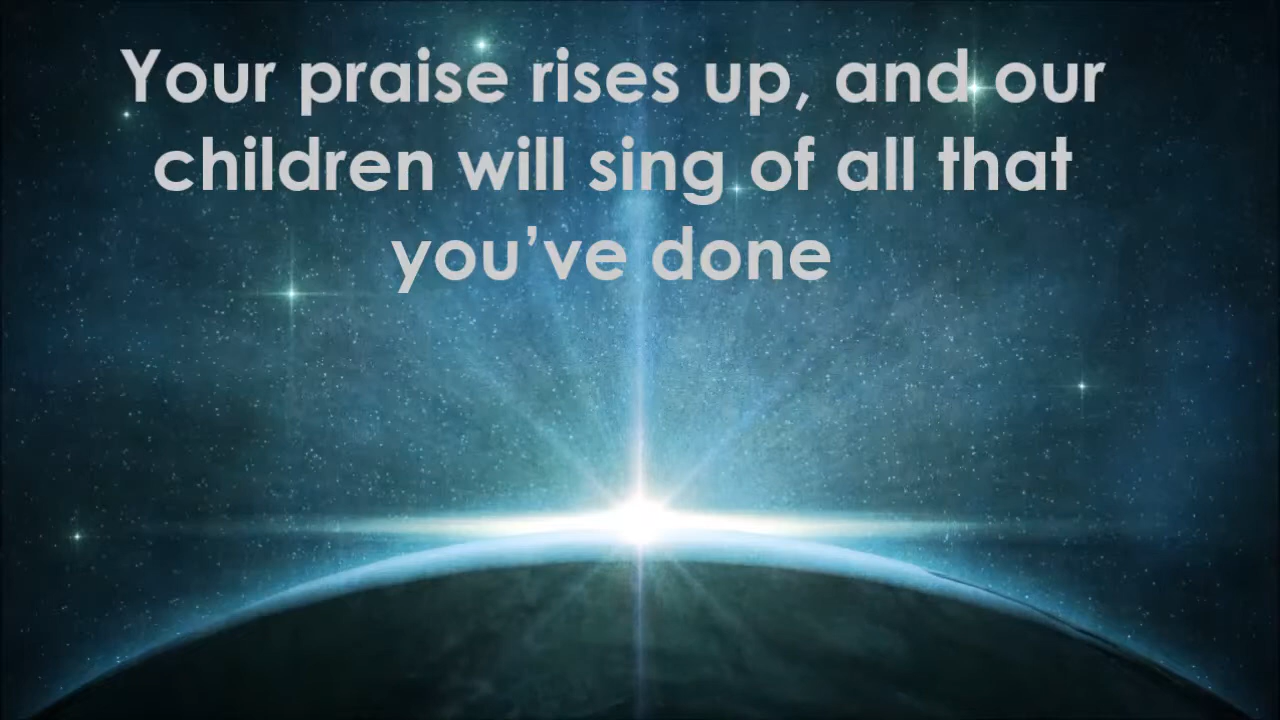 Your praise rises up, and our
children will sing of all that
you’ve done